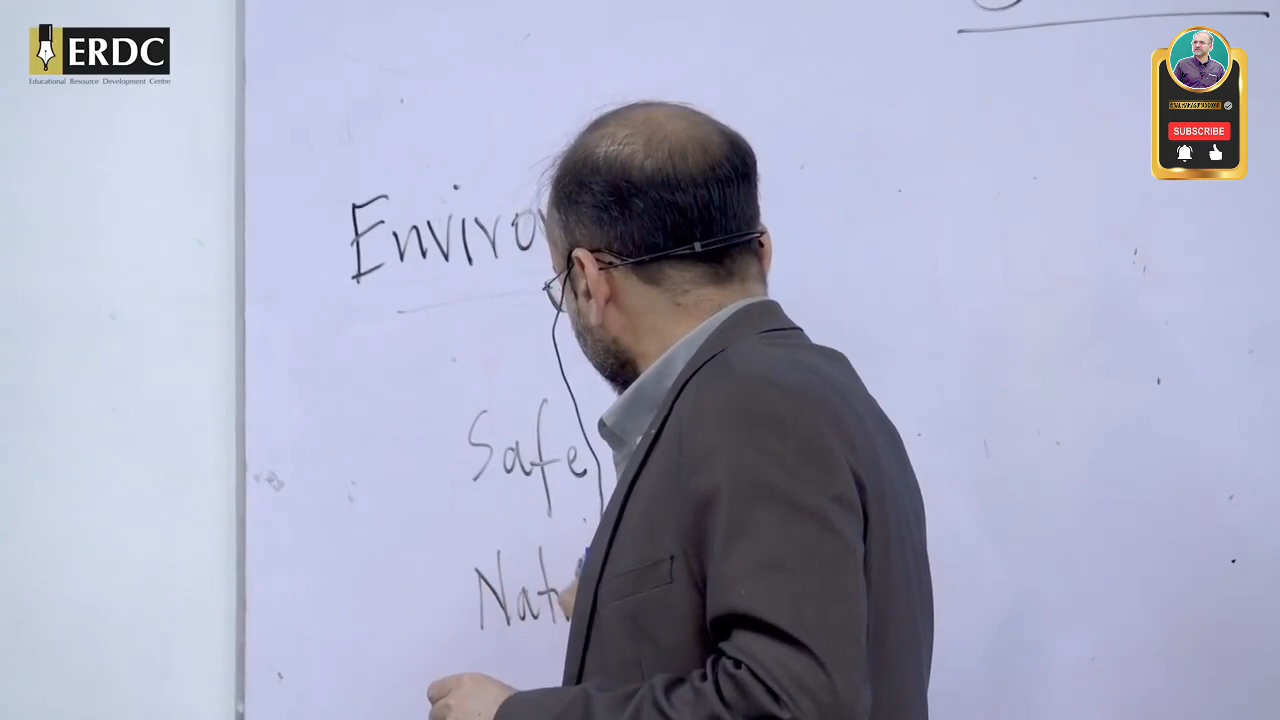 ERDC
Educational Resource Development Centre
SUBSCRIBE
Enviro
Safe
Nat